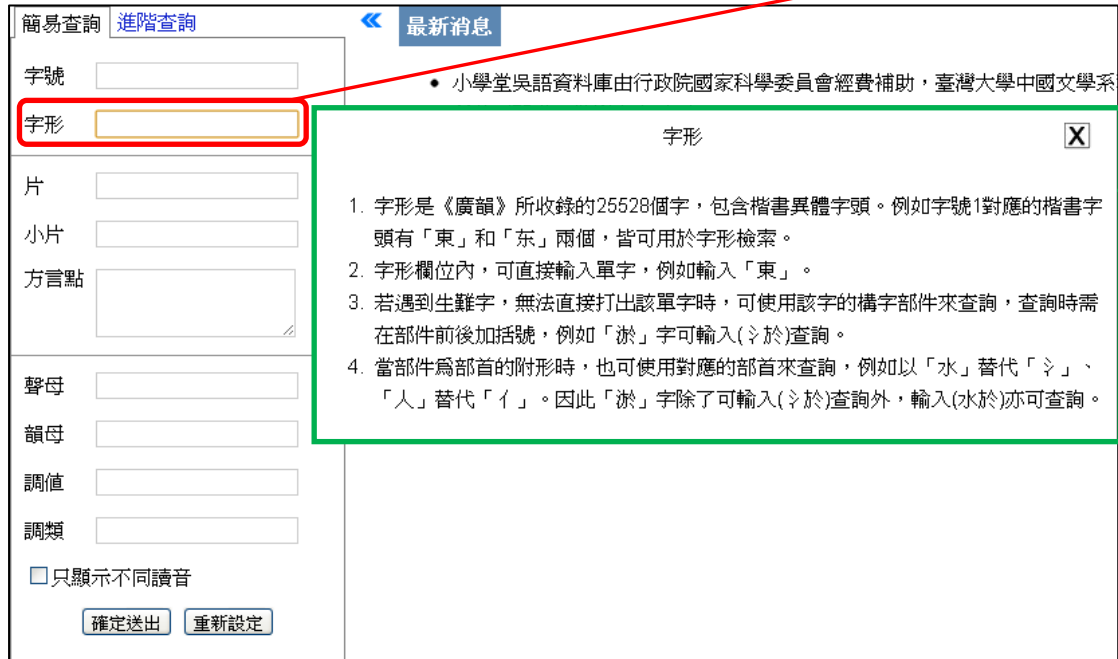 簡易查詢 進階查詢
字號
字形
片
小片
方言點
聲母
韻母
調值
調類
只顯示不同讀音
確定送出 重新設定
«
最新消息
• 小學堂吳語資料庫由行政院國家科學委員會經費補助，臺灣大學中國文學系
字形 X
1. 字形是《廣韻》所收錄的25528個字，包含楷書異體字頭。例如字號1對應的楷書字
頭有「東」和「东」兩個，皆可用於字形檢索。
2. 字形欄位內，可直接輸入單字，例如輸入「東」。
3. 若遇到生難字，無法直接打出該單字時，可使用該字的構字部件來查詢，查詢時需
在部件前後加括號，例如「淤」字可輸入(氵於)查詢。
4. 當部件為部首的附形時，也可使用對應的部首來查詢，例如以「水」替代「氵」、
「人」替代「亻」。因此「淤」字除了可輸入(氵於)查詢外，輸入(水於)亦可查詢。